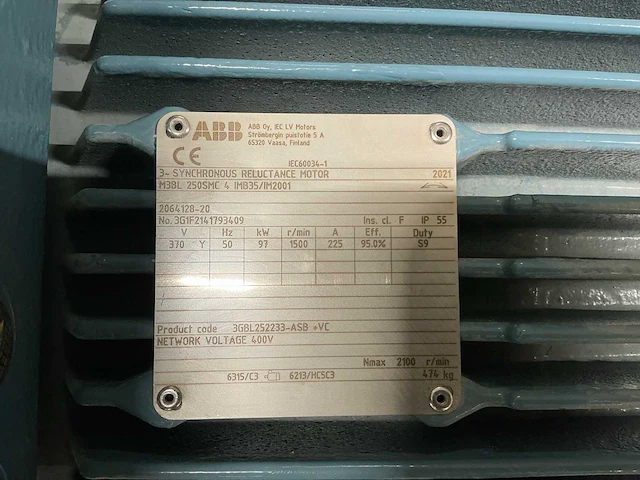 ABB
ABB Oy, IEC LV Motors
Strömbergin puistotie 5 A
65320 Vaasa, Finland
CE
IEC60034-1
3~ SYNCHRONOUS RELUCTANCE MOTOR 2021
M3BL 250SMC 4 IMB35/IM2001
2064128-20
No. 3G1F2141793409 Ins. cl. F IP 55
V Hz kW r/min A Eff. Duty
370 Y 50 97 1500 225 95.0% S9
Product code 3GBL252233-ASB +VC
NETWORK VOLTAGE 400V
Nmax 2100 r/min
6315/C3 6213/HC5C3 474 kg